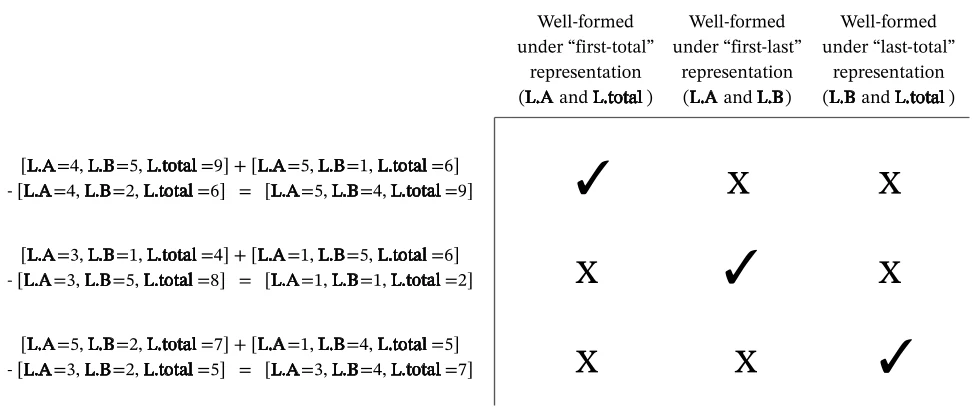 Well-formed under “first-total” representation (L.A and L.total )
Well-formed under “first-last” representation (L.A and L.B)
Well-formed under “last-total” representation (L.B and L.total )
[L.A=4, L.B=5, L.total =9] + [L.A=5, L.B=1, L.total =6]
- [L.A=4, L.B=2, L.total =6] = [L.A=5, L.B=4, L.total =9]
✓ x x
[L.A=3, L.B=1, L.total =4] + [L.A=1, L.B=5, L.total =6]
- [L.A=3, L.B=5, L.total =8] = [L.A=1, L.B=1, L.total =2]
x ✓ x
[L.A=5, L.B=2, L.total =7] + [L.A=1, L.B=4, L.total =5]
- [L.A=3, L.B=2, L.total =5] = [L.A=3, L.B=4, L.total =7]
x x ✓